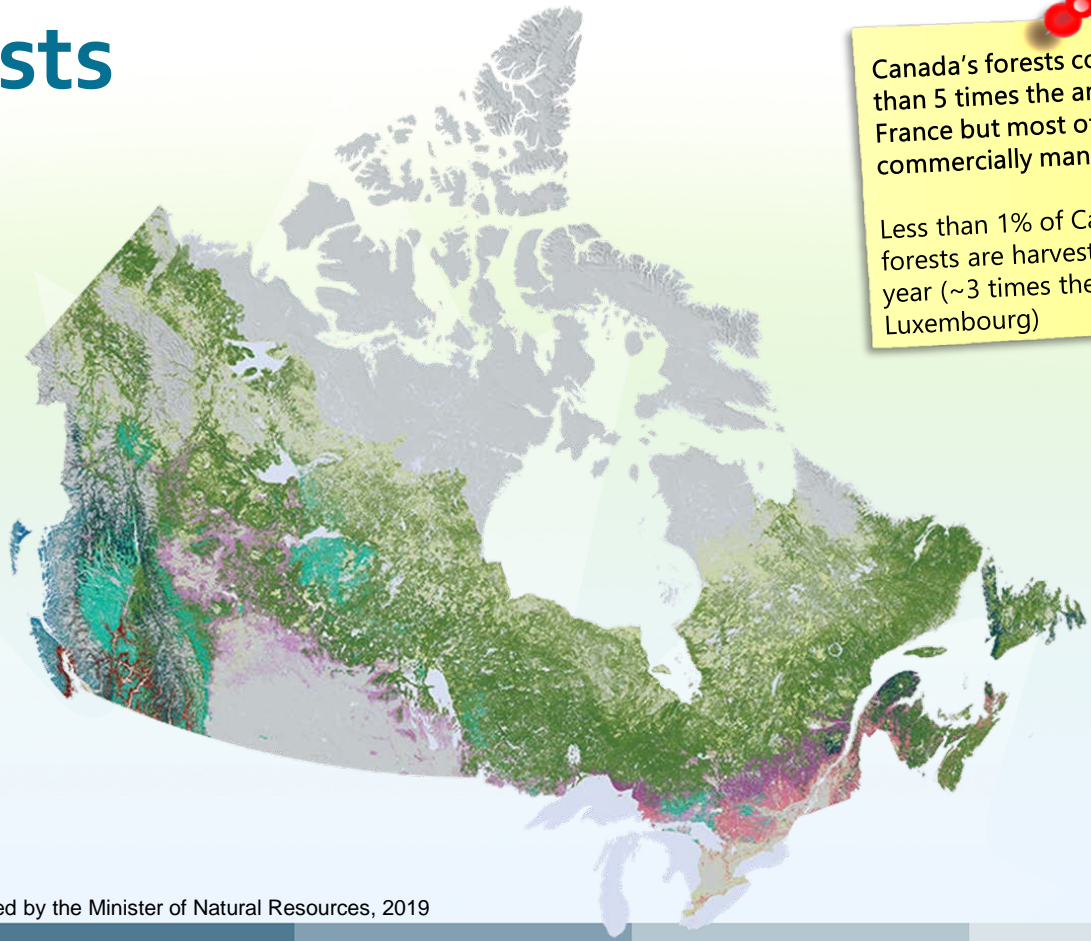 sts
Canada's forests co
than 5 times the ar
France but most o
commercially man
Less than 1% of Ca
forests are harvest
year (~3 times the
Luxembourg)
ed by the Minister of Natural Resources, 2019